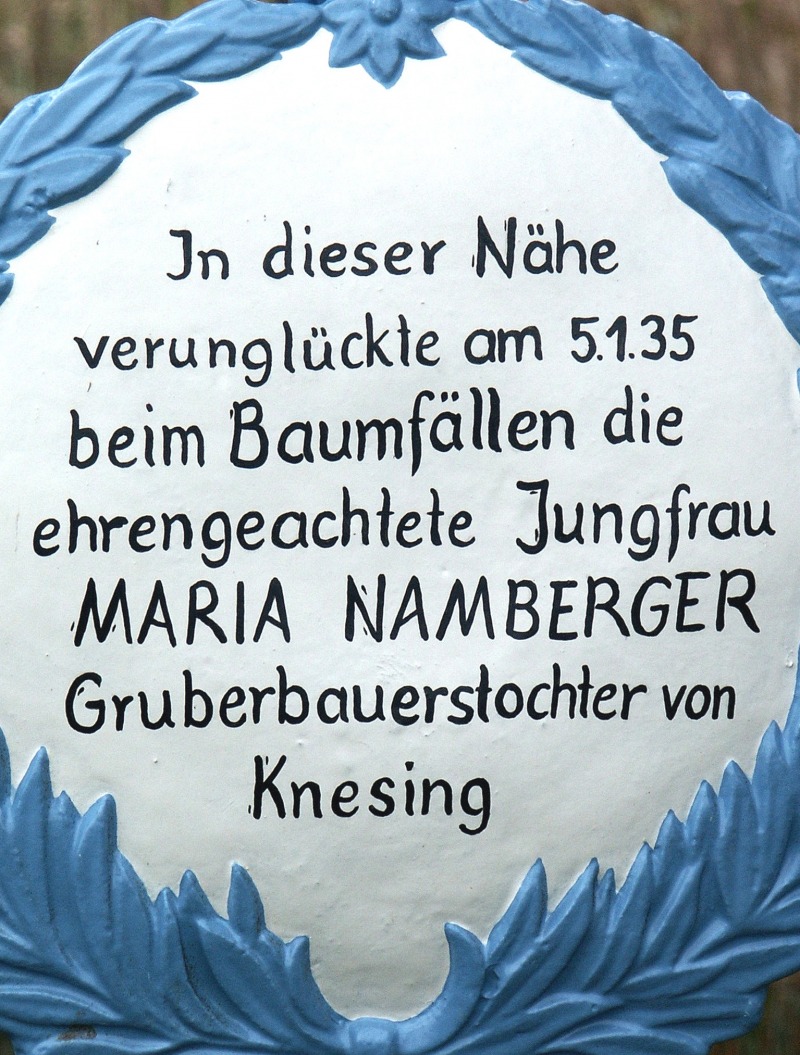 In dieser Nähe
verunglückte am 5.1.35
beim Baumfällen die
ehrengeachtete Jungfrau
MARIA NAMBERGER
Gruberbauerstochter von
Knesing